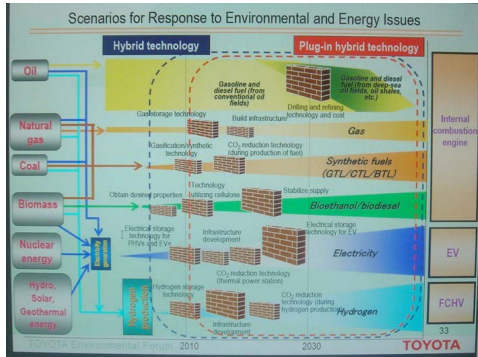 Scenarios for Response to Environmental and Energy Issues
Hybrid technology
Plug-in hybrid technology
Oil
Gasoline and
diesel fuel (from
conventional oil
fields)
Gasoline and
diesel fuel (from deep-sea
oil fields, oil shales,
etc.)
Drilling and refining
technology and cost
Internal
combustion
engine
Natural
gas
Gas storage technology
Build infrastructure
Gas
Coal
Gasification/synthetic
technology
CO2 reduction technology
(during production of fuel)
Synthetic fuels
(GTL/CTL/BTL)
Biomass
Obtain desired properties
Technology
utilizing cellulose
Stabilize supply
Bioethanol/biodiesel
Nuclear
energy
Electricity
generation
Electrical storage
technology for
PHVs and EVs
Infrastructure
development
Electrical storage
technology for EV
Electricity
EV
CO2 reduction technology
(thermal power station)
Hydro,
Solar,
Geothermal
energy
Hydrogen
production
Hydrogen storage
technology
CO2 reduction
technology (during
hydrogen production)
Hydrogen
FCHV
Infrastructure
development
33
TOYOTA Environmental Forum
2010
2030
TOYOTA